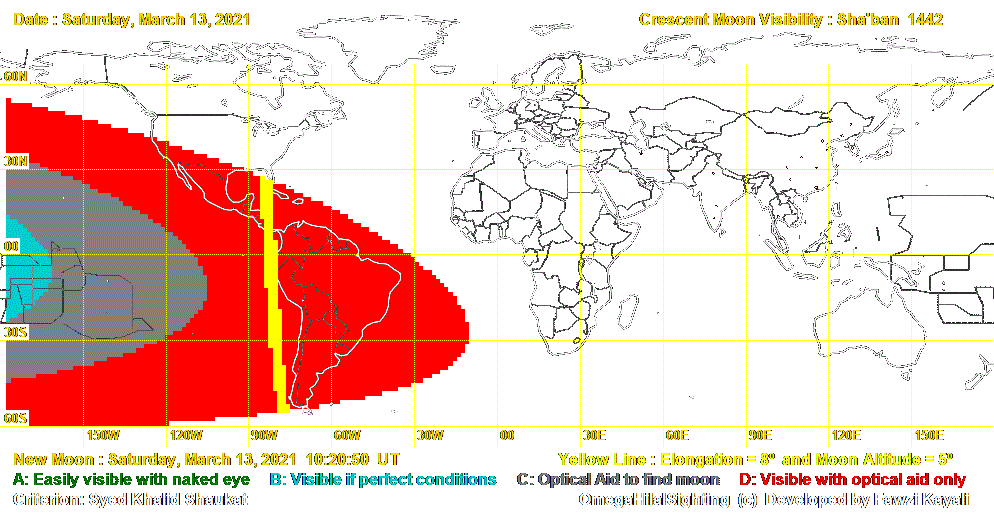 Date : Saturday, March 13, 2021 Crescent Moon Visibility : Sha'ban 1442
60N
30N
00
30S
60S
150W 120W 90W 60W 30W 00 30E 60E 90E 120E 150E
New Moon : Saturday, March 13, 2021 10:20:50 UT Yellow Line : Elongation = 8º and Moon Altitude = 5º
A: Easily visible with naked eye B: Visible if perfect conditions C: Optical Aid to find moon D: Visible with optical aid only
Criterion: Syed Khalid Shaukat OmegaHilalSighting (c) Developed by Fawzi Kayali